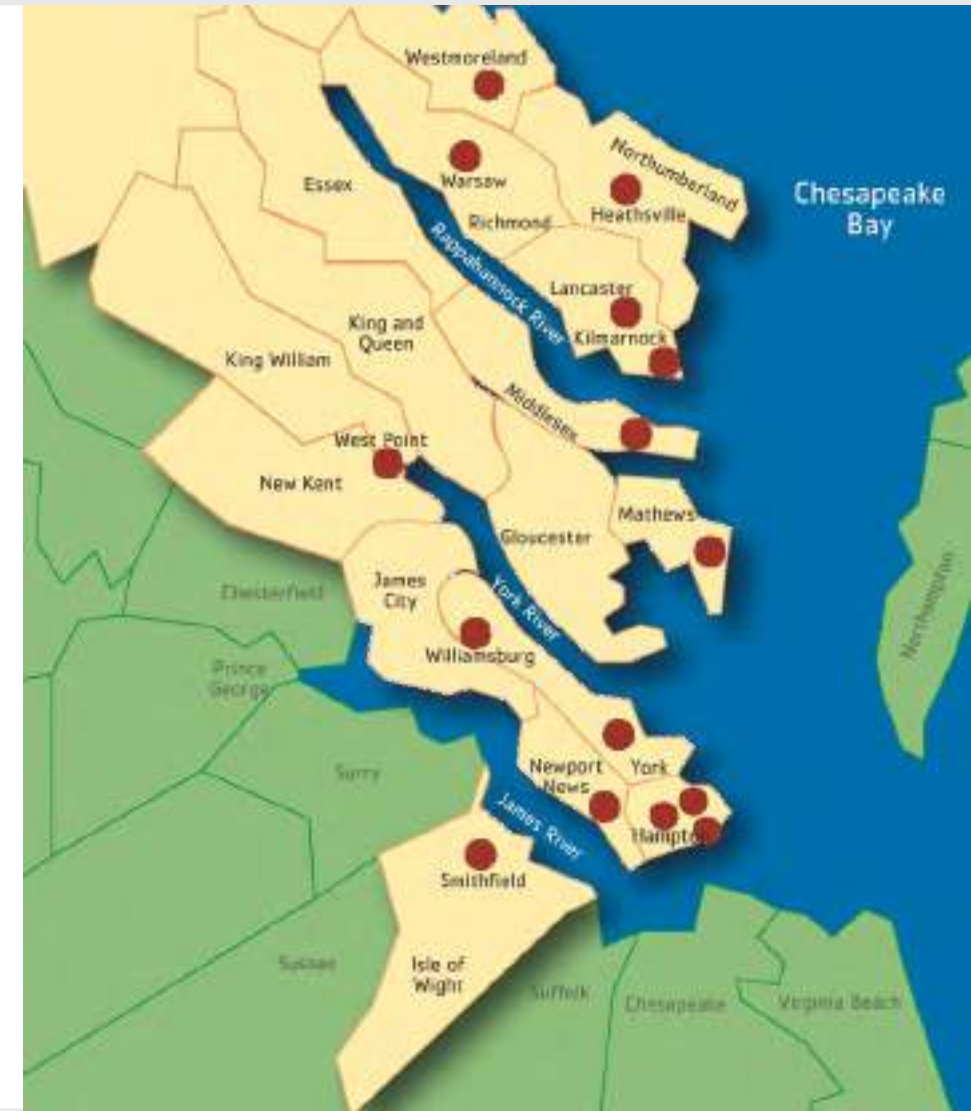 Westmoreland
Northumberland
Essex
Warsaw
Chesapeake
Bay
Richmond
Heathsville
Rappahannock River
Lancaster
King and
Queen
Kilmarnock
King William
Middlesex
West Point
New Kent
Mathews
Gloucester
James
City
Chesterfield
York River
Northampton
Williamsburg
Prince
George
Newport
News
York
Surry
James River
Hampto
Smithfield
Sussex
Isle of
Wight
Suffolk
Chesapeake
Virginia Beach